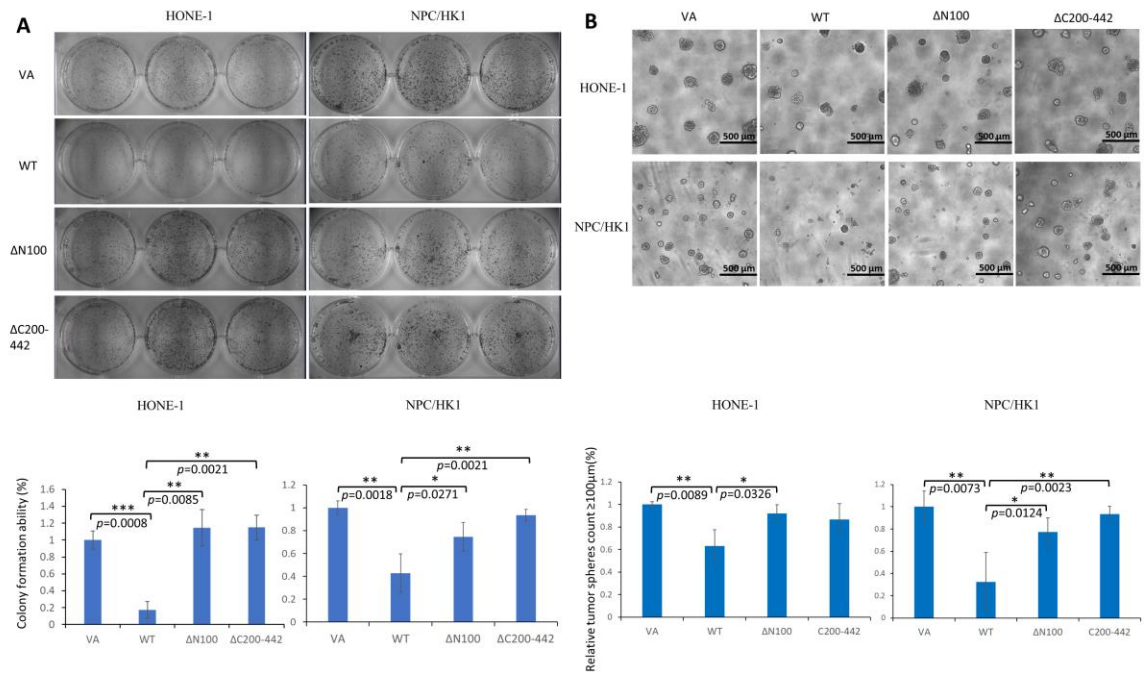 A
HONE-1
NPC/HK1
VA
WT
ΔN100
ΔC200-
442
B
VA
WT
ΔN100
ΔC200-442
HONE-1
500 μm
500 μm
500 μm
500 μm
NPC/HK1
500 μm
500 μm
500 μm
500 μm
HONE-1
Colony formation ability (%)
**
p=0.0021
**
p=0.0085
***
p=0.0008
1.6
1.4
1.2
1
0.8
0.6
0.4
0.2
0
VA
WT
ΔN100
ΔC200-442
NPC/HK1
**
p=0.0021
**
p=0.0018
*
p=0.0271
1.2
1
0.8
0.6
0.4
0.2
0
VA
WT
ΔN100
ΔC200-442
HONE-1
Relative tumor spheres count ≥100μm(%)
**
p=0.0089
*
p=0.0326
1.2
1
0.8
0.6
0.4
0.2
0
VA
WT
ΔN100
C200-442
NPC/HK1
**
p=0.0073
**
p=0.0023
*
p=0.0124
1.2
1
0.8
0.6
0.4
0.2
0
VA
WT
ΔN100
C200-442